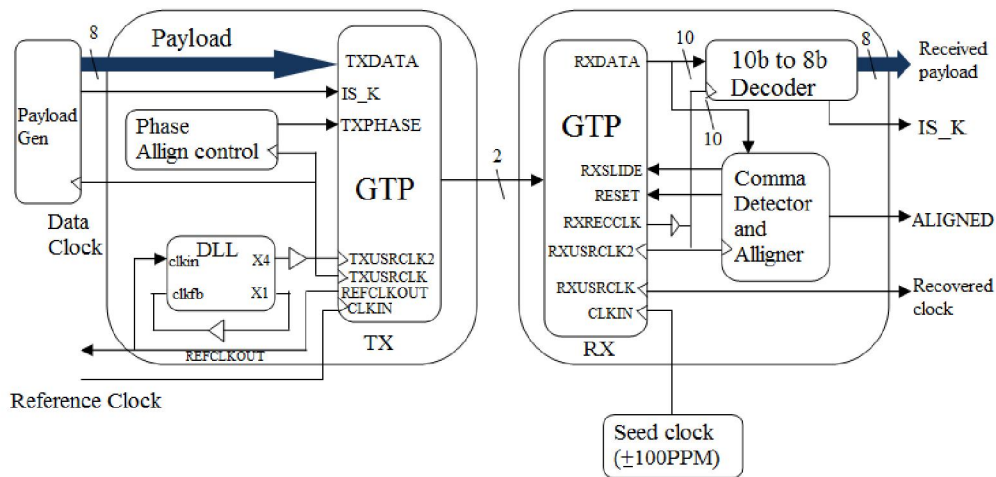 8
Payload
Payload
Gen
TXDATA
IS_K
TXPHASE
Phase
Allign control
GTP
Data
Clock
DLL
clkin
X4
clkfb
X1
TXUSRCLK2
TXUSRCLK
REFCLKOUT
CLKIN
TX
REFCLKOUT
Reference Clock
2
RXDATA
GTP
RXSLIDE
RESET
RXRECCLK
RXUSRCLK2
RXUSRCLK
CLKIN
RX
10
10b to 8b
Decoder
8
Received
payload
10
IS_K
Comma
Detector
and
Alligner
ALIGNED
Recovered
clock
Seed clock
(±100PPM)